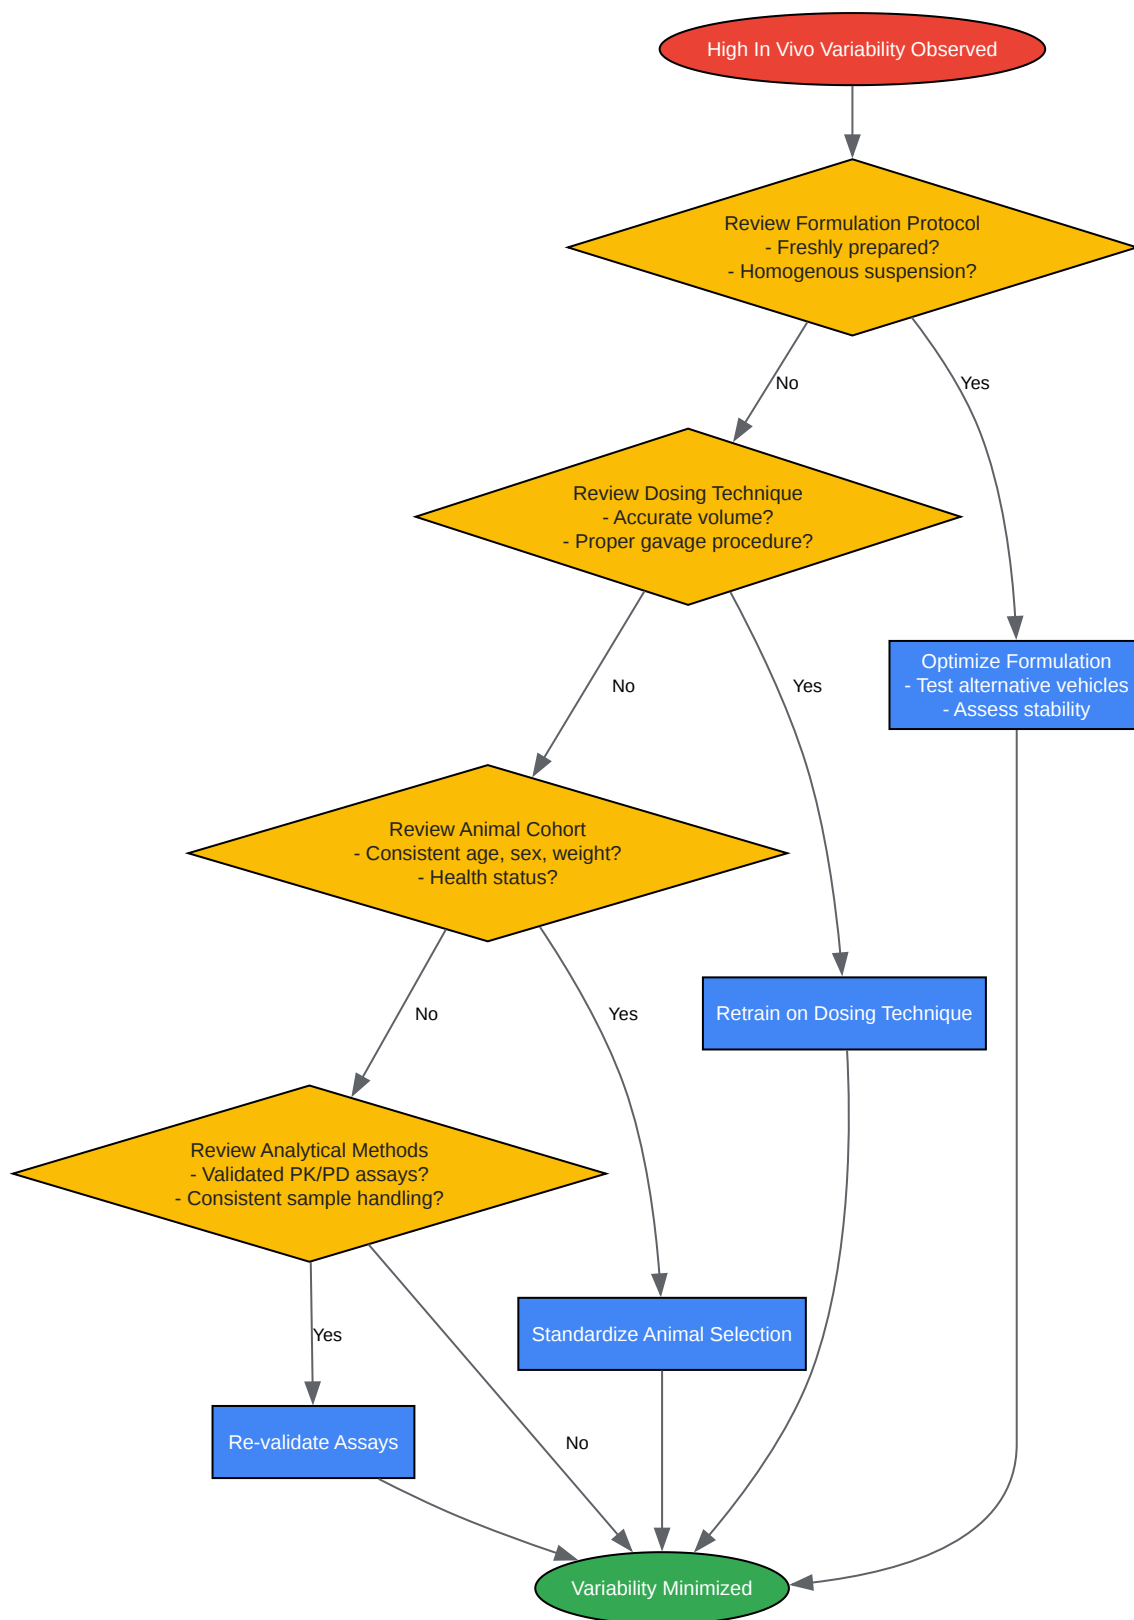 High In Vivo Variability Observed
Review Formulation Protocol
- Freshly prepared?
- Homogenous suspension?
No
Yes
Review Dosing Technique
- Accurate volume?
- Proper gavage procedure?
No
Yes
Optimize Formulation
- Test alternative vehicles
- Assess stability
Review Animal Cohort
- Consistent age, sex, weight?
- Health status?
No
Yes
Retrain on Dosing Technique
Review Analytical Methods
- Validated PK/PD assays?
- Consistent sample handling?
Yes
No
Standardize Animal Selection
Re-validate Assays
Variability Minimized